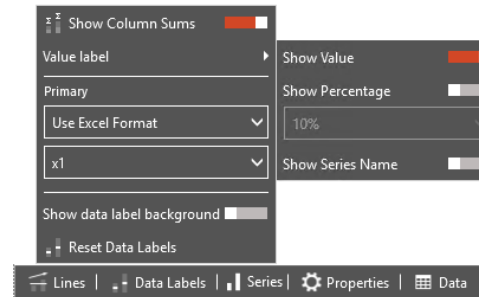 Show Column Sums
Value label
Primary
Use Excel Format
x1
Show data label background
Reset Data Labels
Show Value
Show Percentage
10%
Show Series Name
Lines | Data Labels | Series | Properties | Data